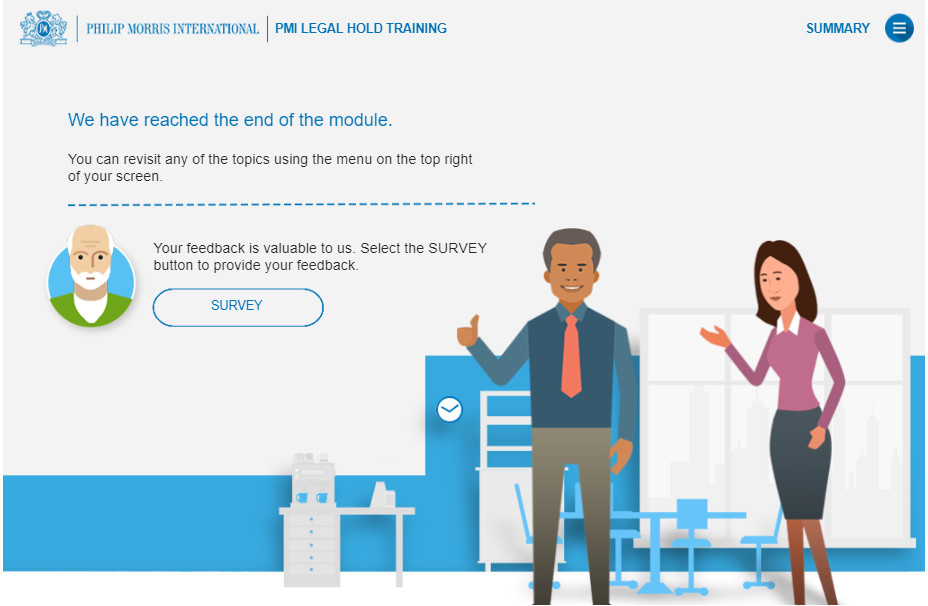 PHILIP MORRIS INTERNATIONAL
PMI LEGAL HOLD TRAINING
SUMMARY
We have reached the end of the module.
You can revisit any of the topics using the menu on the top right
of your screen.
Your feedback is valuable to us. Select the SURVEY
button to provide your feedback.
SURVEY